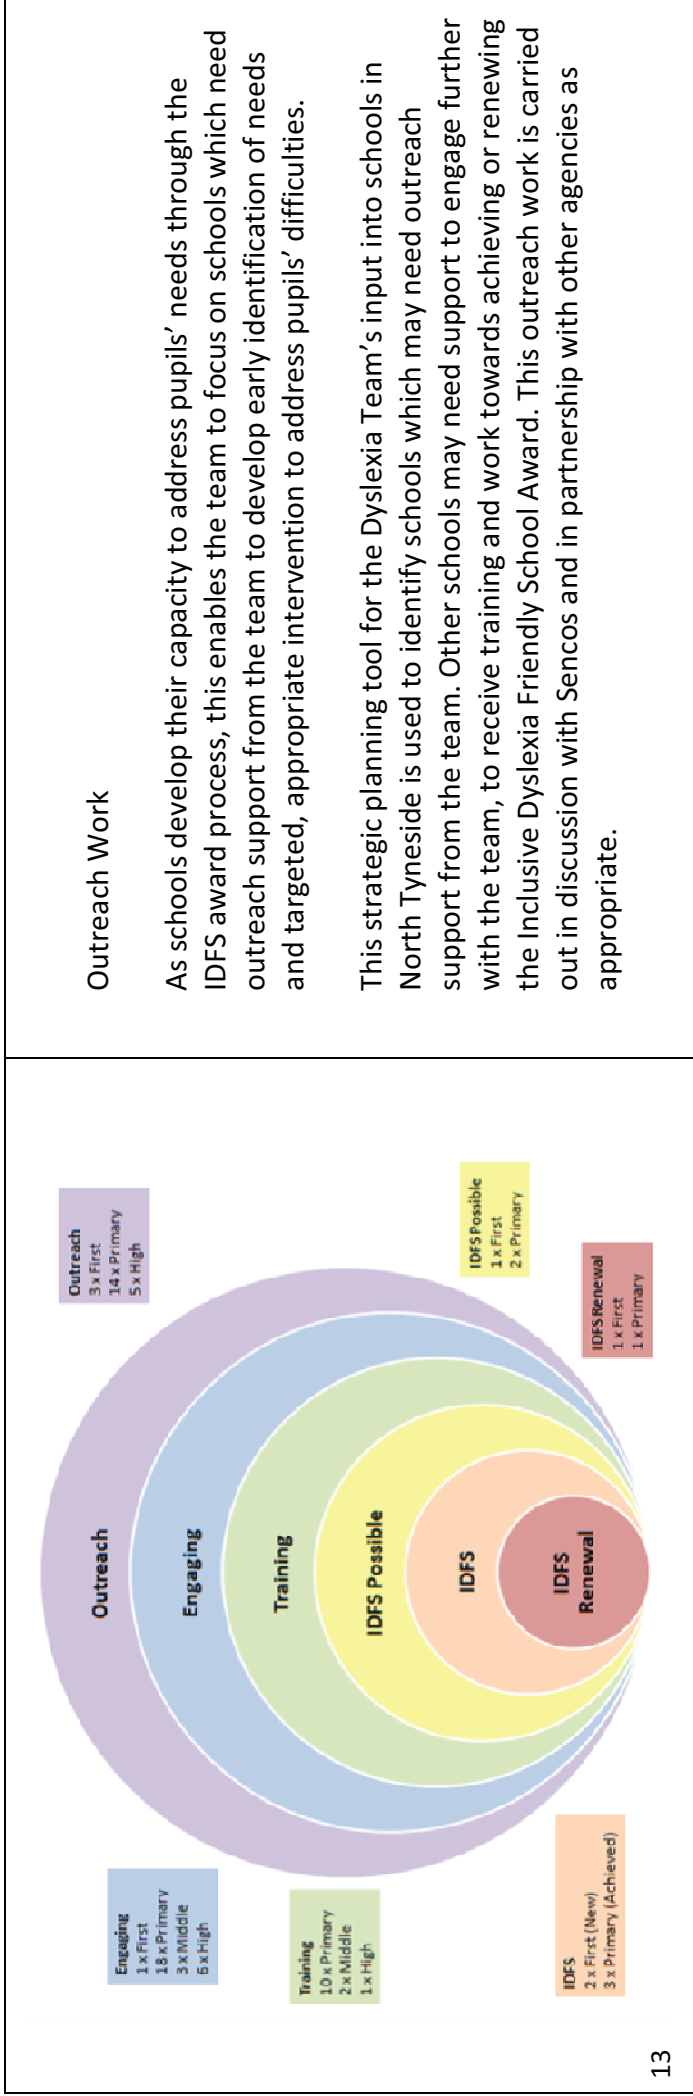 Outreach
Engaging
Training
IDFS Possible
IDFS
IDFS
Renewal
Engaging
1 x First
18 x Primary
3 x Middle
6 x High
Training
10 x Primary
2 x Middle
1 x High
IDFS
2 x First (New)
3 x Primary (Achieved)
Outreach
3 x First
14 x Primary
5 x High
IDFS Possible
1 x First
2 x Primary
IDFS Renewal
1 x First
1 x Primary
Outreach Work
As schools develop their capacity to address pupils’ needs through the
IDFS award process, this enables the team to focus on schools which need
outreach support from the team to develop early identification of needs
and targeted, appropriate intervention to address pupils’ difficulties.
This strategic planning tool for the Dyslexia Team’s input into schools in
North Tyneside is used to identify schools which may need outreach
support from the team. Other schools may need support to engage further
with the team, to receive training and work towards achieving or renewing
the Inclusive Dyslexia Friendly School Award. This outreach work is carried
out in discussion with Sencos and in partnership with other agencies as
appropriate.
13